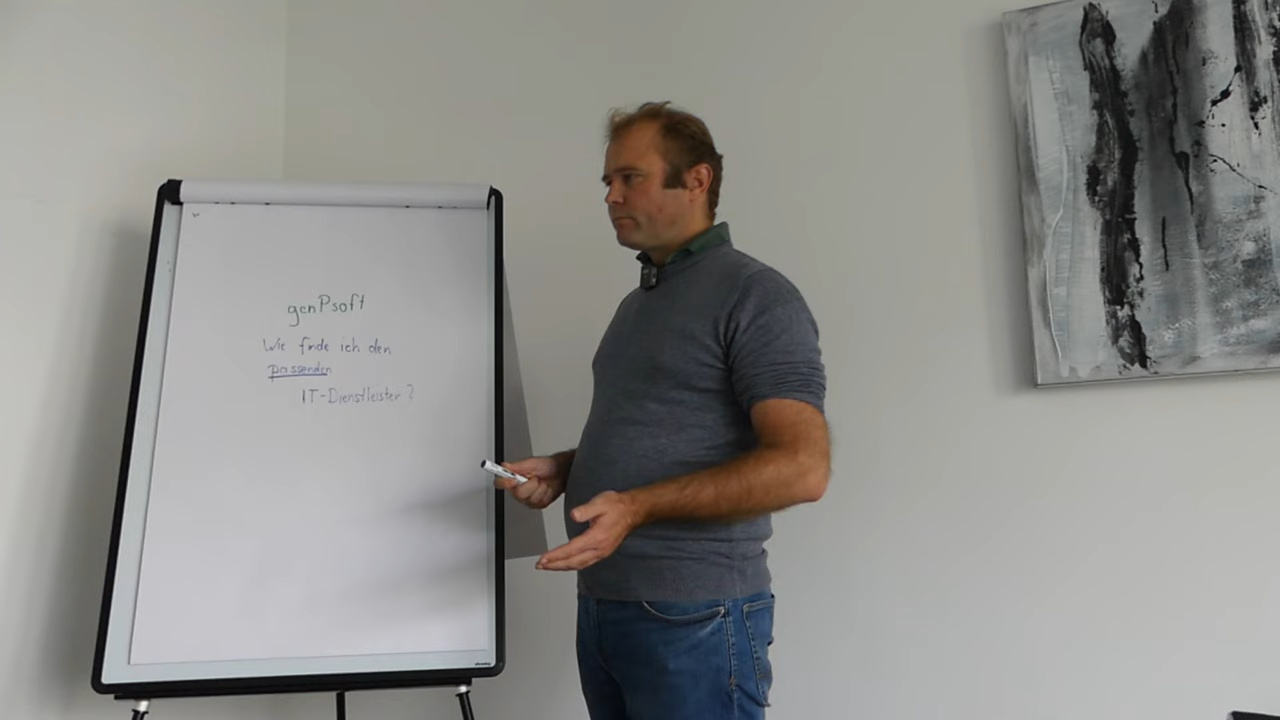 genPsoft
Wie finde ich den
passenden
IT-Dienstleister?